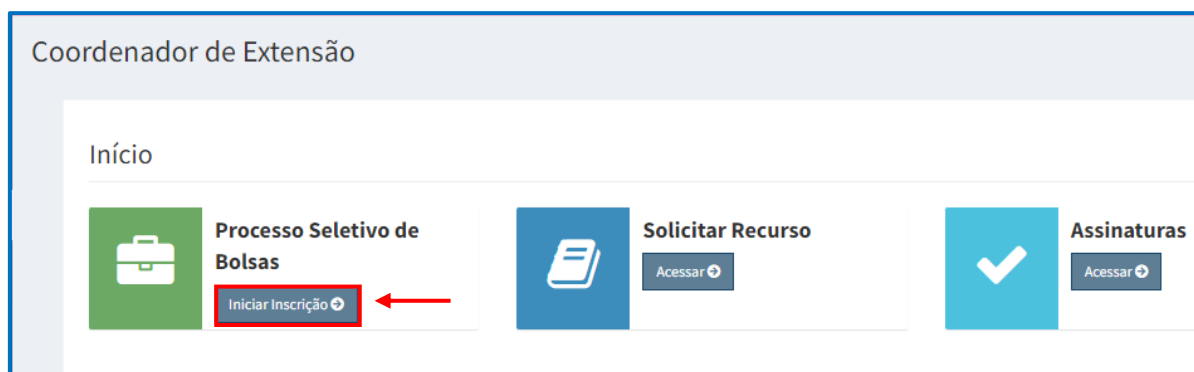 Coordenador de Extensão
Início
Processo Seletivo de
Bolsas
Iniciar Inscrição
Solicitar Recurso
Acessar
Assinaturas
Acessar